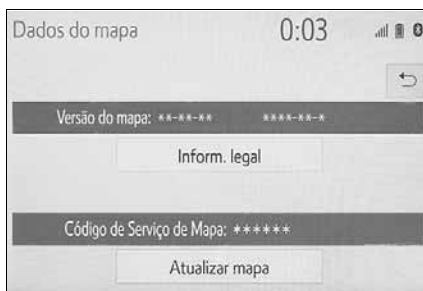 Dados do mapa 0:03
Versão do mapa: **-**-** ****-**-*
Inform. legal
Código de Serviço de Mapa: ******
Atualizar mapa